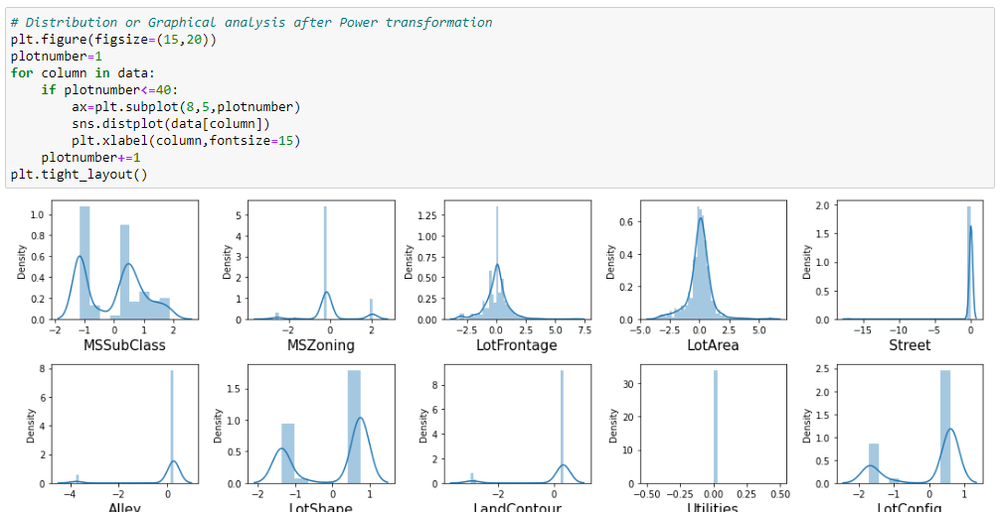 # Distribution or Graphical analysis after Power transformation
plt.figure(figsize=(15,20))
plotnumber=1
for column in data:
    if plotnumber<=40:
        ax=plt.subplot(8,5,plotnumber)
        sns.distplot(data[column])
        plt.xlabel(column,fontsize=15)
    plotnumber+=1
plt.tight_layout()
1.0
0.8
0.6
0.4
0.2
0.0
Density
−2 −1 0 1 2
MSSubClass
5
4
3
2
1
0
Density
−2 0 2
MSZoning
1.25
1.00
0.75
0.50
0.25
0.00
Density
−2.5 0.0 2.5 5.0 7.5
LotFrontage
0.6
0.4
0.2
0.0
Density
−5.0 −2.5 0.0 2.5 5.0
LotArea
2.0
1.5
1.0
0.5
0.0
Density
−15 −10 −5 0
Street
8
6
4
2
0
Density
−4 −2 0
Alley
1.5
1.0
0.5
0.0
Density
−2 −1 0 1
LotShape
8
6
4
2
0
Density
−2 0
LandContour
30
20
10
0
Density
−0.50 −0.25 0.00 0.25 0.50
Utilities
2.5
2.0
1.5
1.0
0.5
0.0
Density
−2 −1 0 1
LotConfig